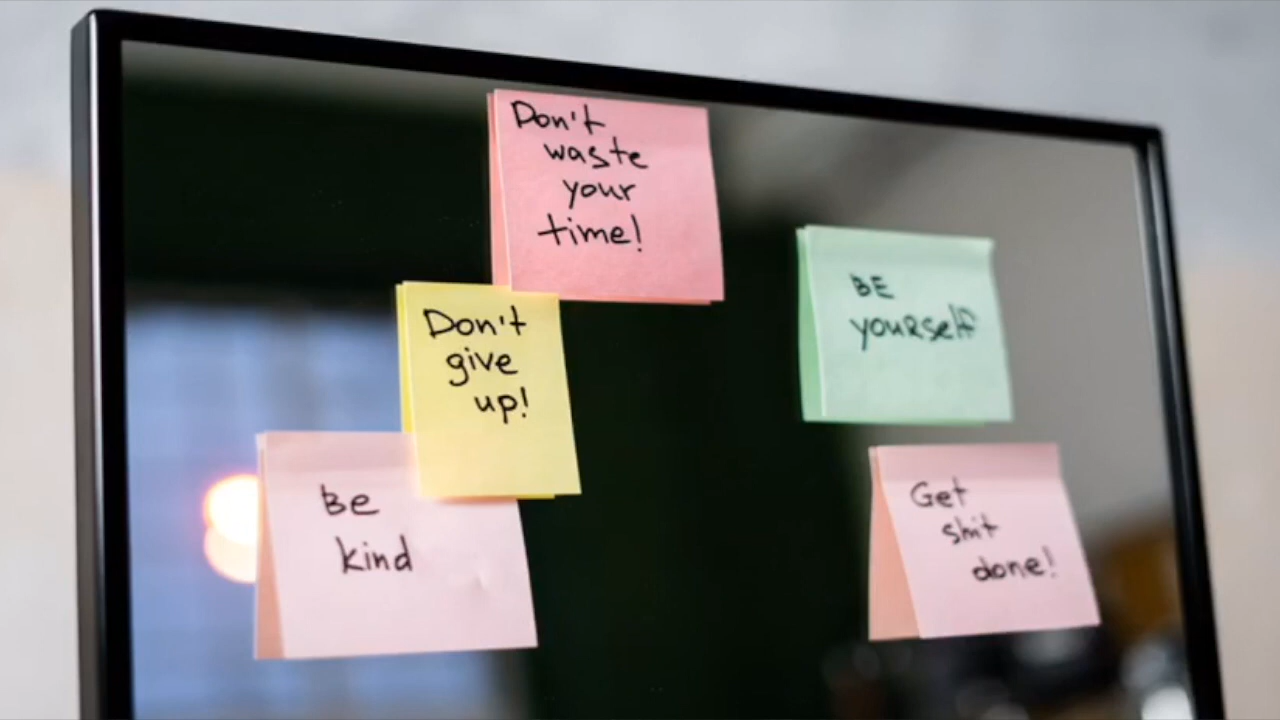 Don't
waste
your
time!
Don't
give
up!
Be
kind
BE
youRself
Get
shit
done!